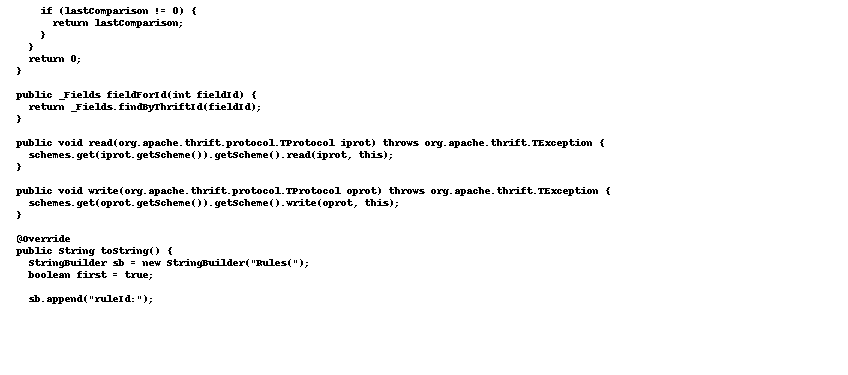 if (lastComparison != 0) {
return lastComparison;
}
}
return 0;
}
public _Fields fieldForId(int fieldId) {
return _Fields.findByThriftId(fieldId);
}
public void read(org.apache.thrift.protocol.TProtocol iprot) throws org.apache.thrift.TException {
schemes.get(iprot.getScheme()).getScheme().read(iprot, this);
}
public void write(org.apache.thrift.protocol.TProtocol oprot) throws org.apache.thrift.TException {
schemes.get(oprot.getScheme()).getScheme().write(oprot, this);
}
@Override
public String toString() {
StringBuilder sb = new StringBuilder("Rules(");
boolean first = true;
sb.append("ruleId:");